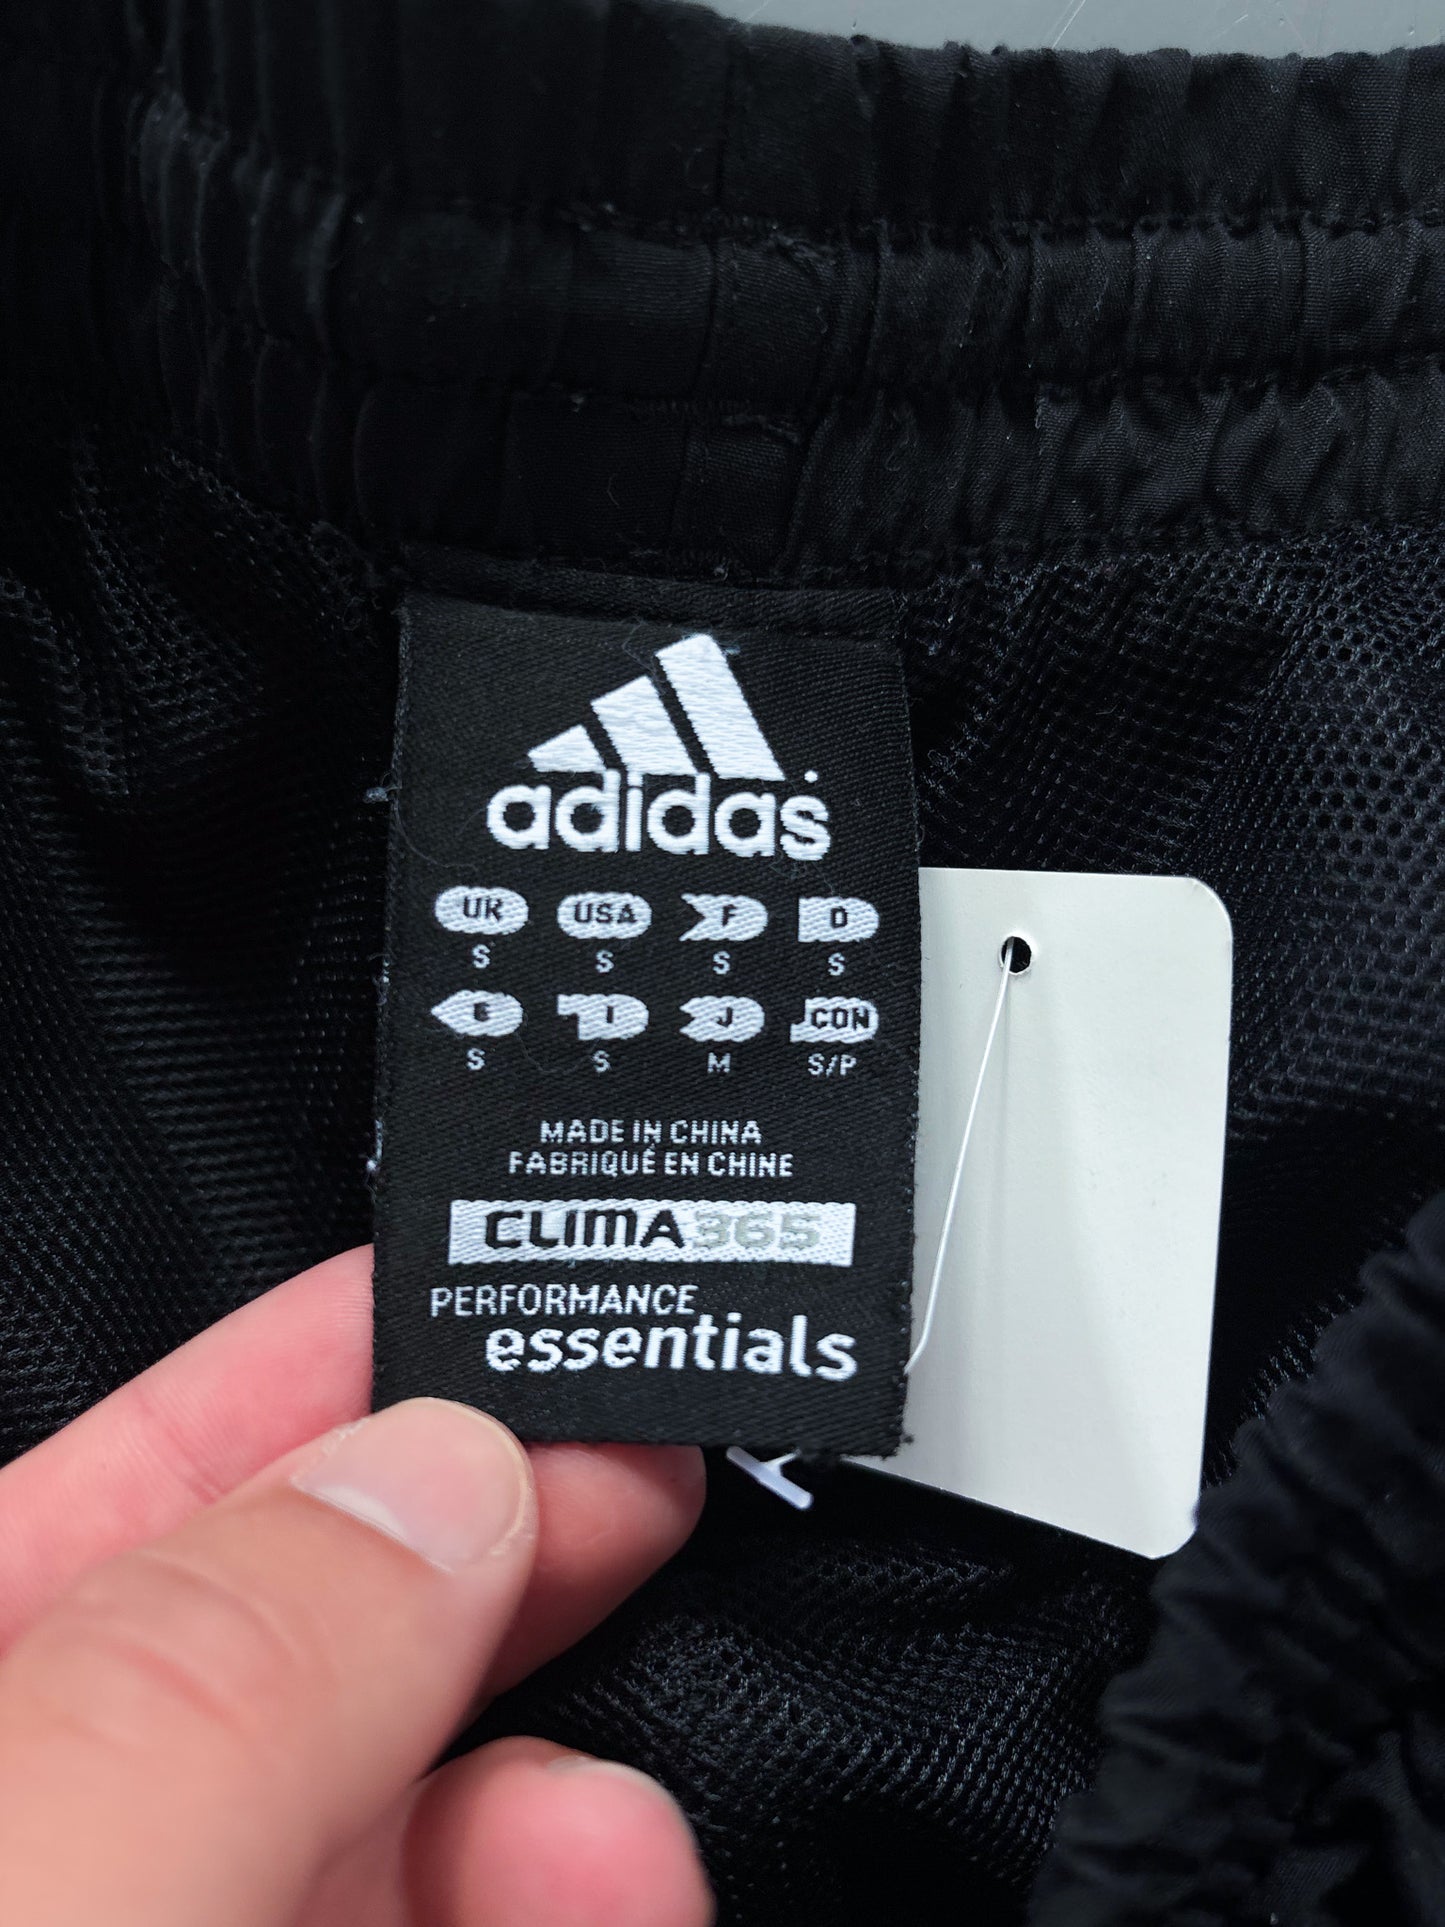 adidas
UK USA F D
S S S S
E I J CON
S S M S/P
MADE IN CHINA
FABRIQUÉ EN CHINE
CLIMA365
PERFORMANCE
essentials